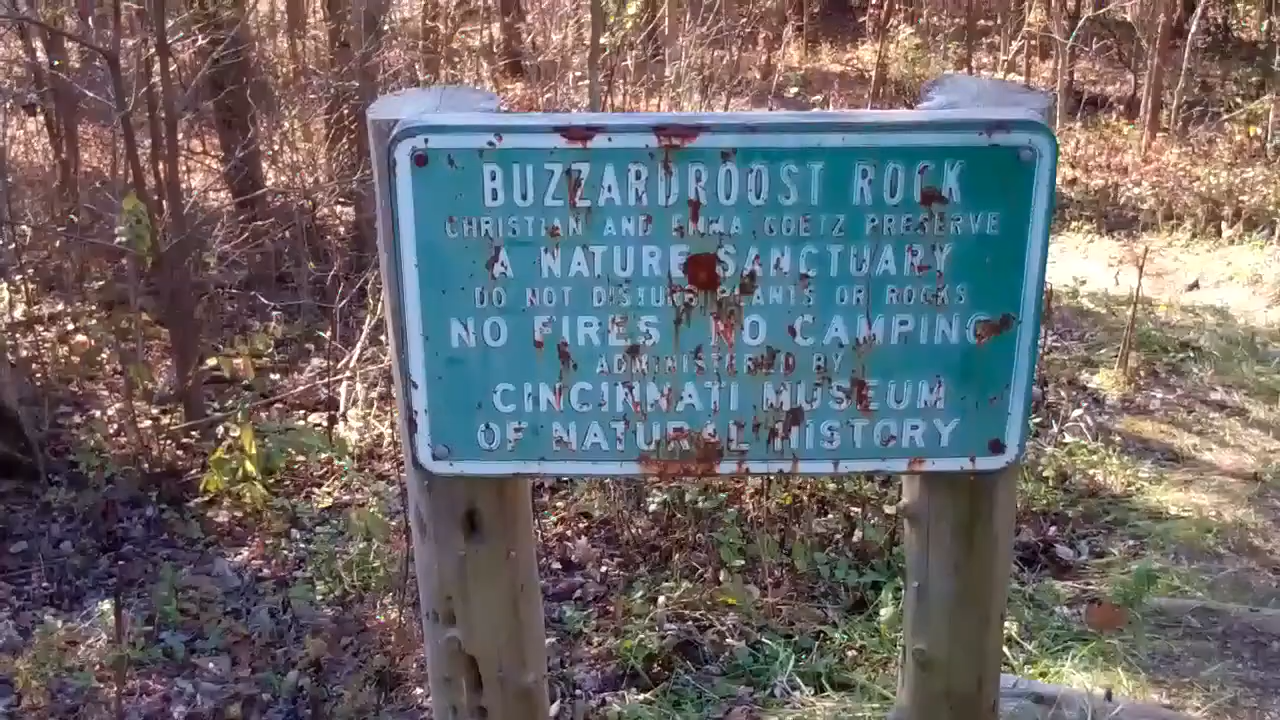 BUZZARDROOST ROCK
CHRISTIAN AND EMMA GOETZ PRESERVE
A NATURE SANCTUARY
DO NOT DISTURB PLANTS OR ROCKS
NO FIRES NO CAMPING
ADMINISTERED BY
CINCINNATI MUSEUM
OF NATURAL HISTORY